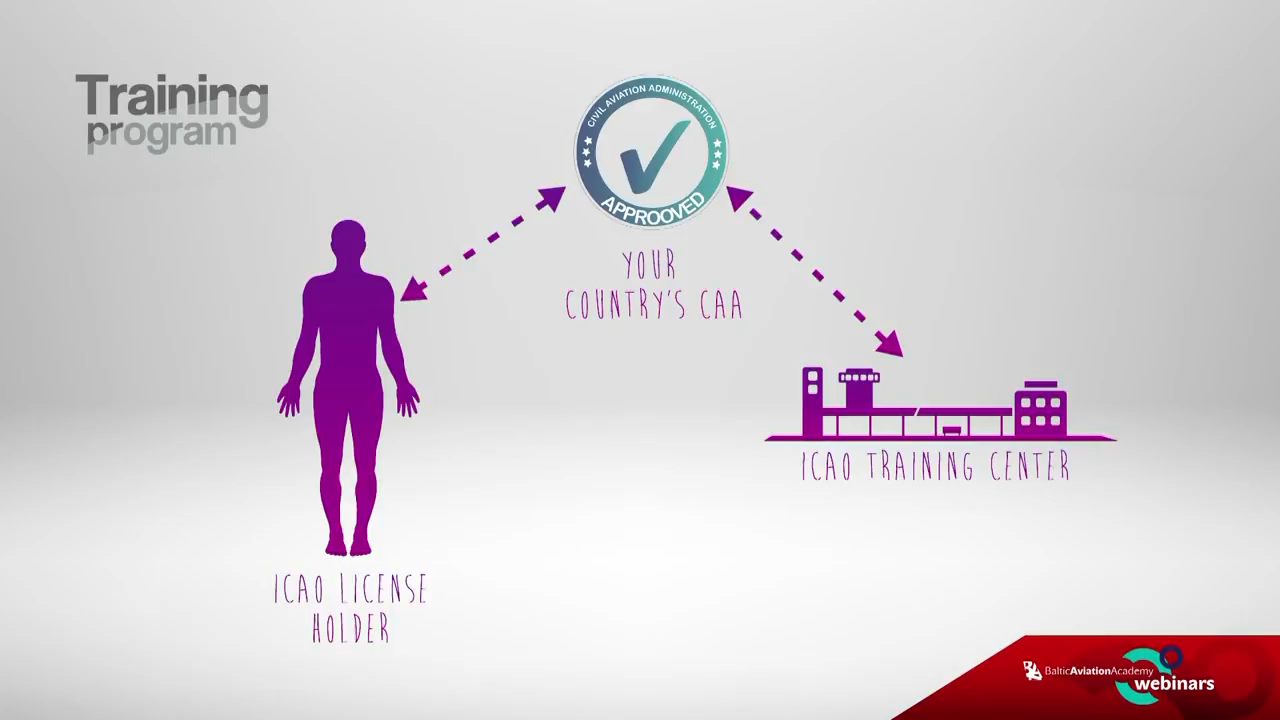 Training
program
CIVIL AVIATION ADMINISTRATION
APPROOVED
YOUR
COUNTRY'S CAA
ICAO TRAINING CENTER
ICAO LICENSE
HOLDER
BalticAviationAcademy
webinars